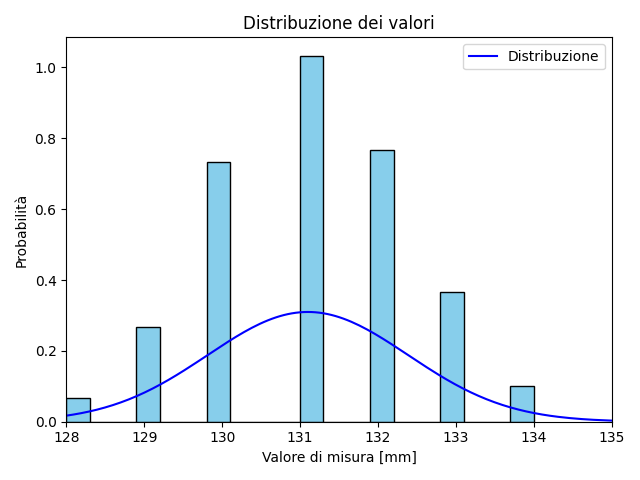 Distribuzione dei valori
Distribuzione
Probabilità
1.0
0.8
0.6
0.4
0.2
0.0
128 129 130 131 132 133 134 135
Valore di misura [mm]